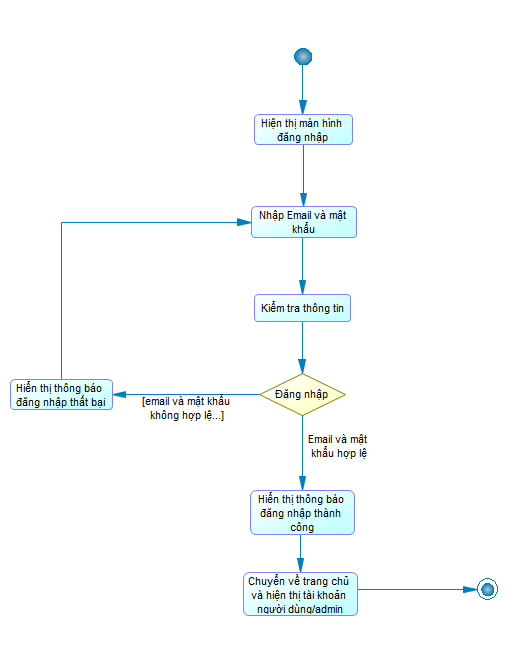 Hiện thị màn hình
đăng nhập
Nhập Email và mật
khẩu
Kiểm tra thông tin
Đăng nhập
Hiển thị thông báo
đăng nhập thất bại
[email và mật khẩu
không hợp lệ...]
Email và mật
khẩu hợp lệ
Hiển thị thông báo
đăng nhập thành
công
Chuyển về trang chủ
và hiện thị tài khoản
người dùng/admin